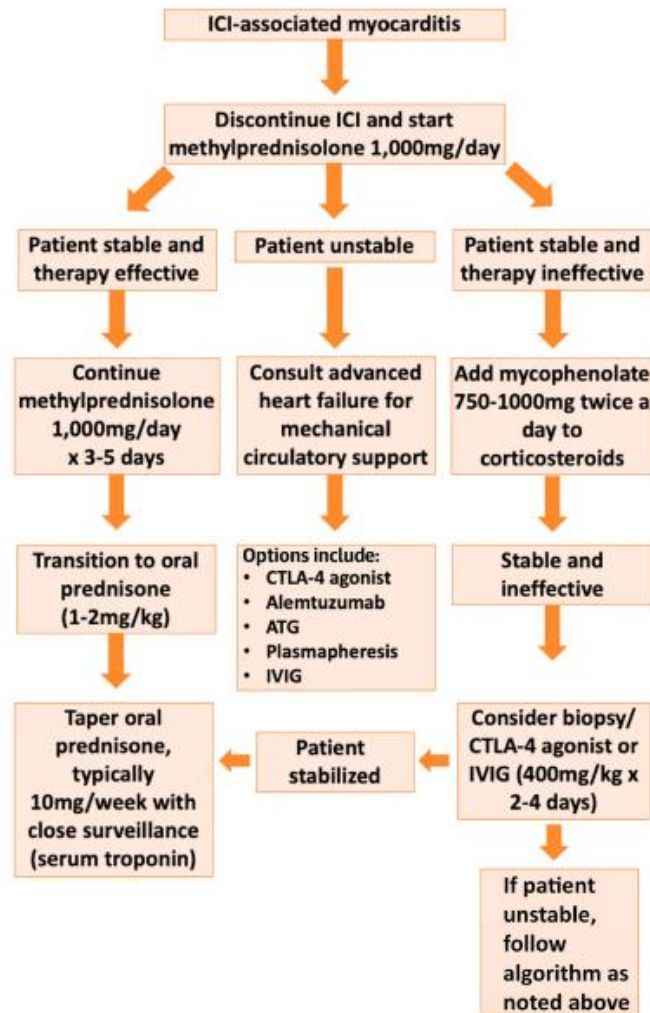 ICI-associated myocarditis
Discontinue ICI and start
methylprednisolone 1,000mg/day
Patient stable and
therapy effective
Patient unstable
Patient stable and
therapy ineffective
Continue
methylprednisolone
1,000mg/day
x 3-5 days
Consult advanced
heart failure for
mechanical
circulatory support
Add mycophenolate
750-1000mg twice a
day to
corticosteroids
Transition to oral
prednisone
(1-2mg/kg)
Options include:
• CTLA-4 agonist
• Alemtuzumab
• ATG
• Plasmapheresis
• IVIG
Stable and
ineffective
Taper oral
prednisone,
typically
10mg/week with
close surveillance
(serum troponin)
Patient
stabilized
Consider biopsy/
CTLA-4 agonist or
IVIG (400mg/kg x
2-4 days)
If patient
unstable,
follow
algorithm as
noted above